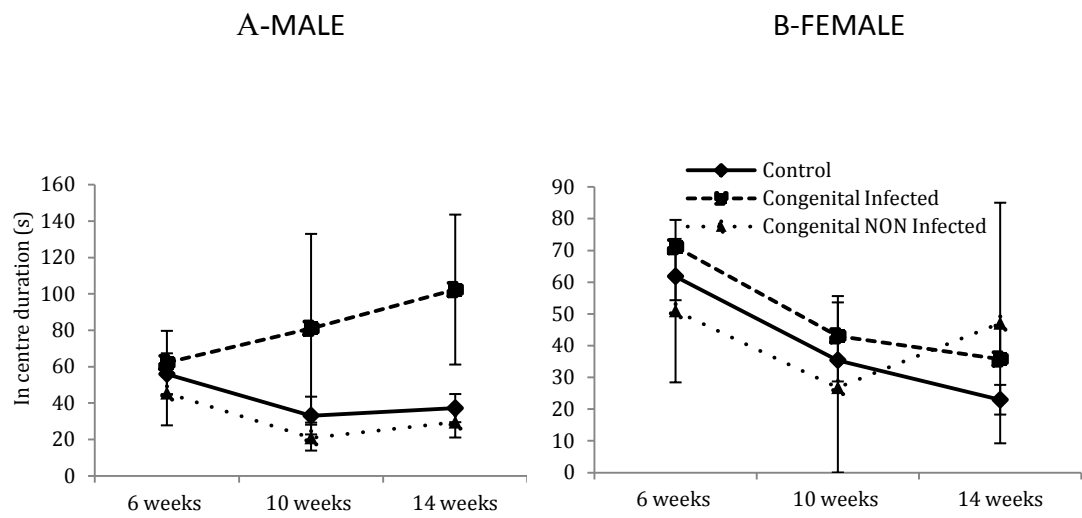 A-MALE
B-FEMALE
In centre duration (s)
160
140
120
100
80
60
40
20
0
6 weeks 10 weeks 14 weeks
Control
Congenital Infected
Congenital NON Infected
90
80
70
60
50
40
30
20
10
0
6 weeks 10 weeks 14 weeks